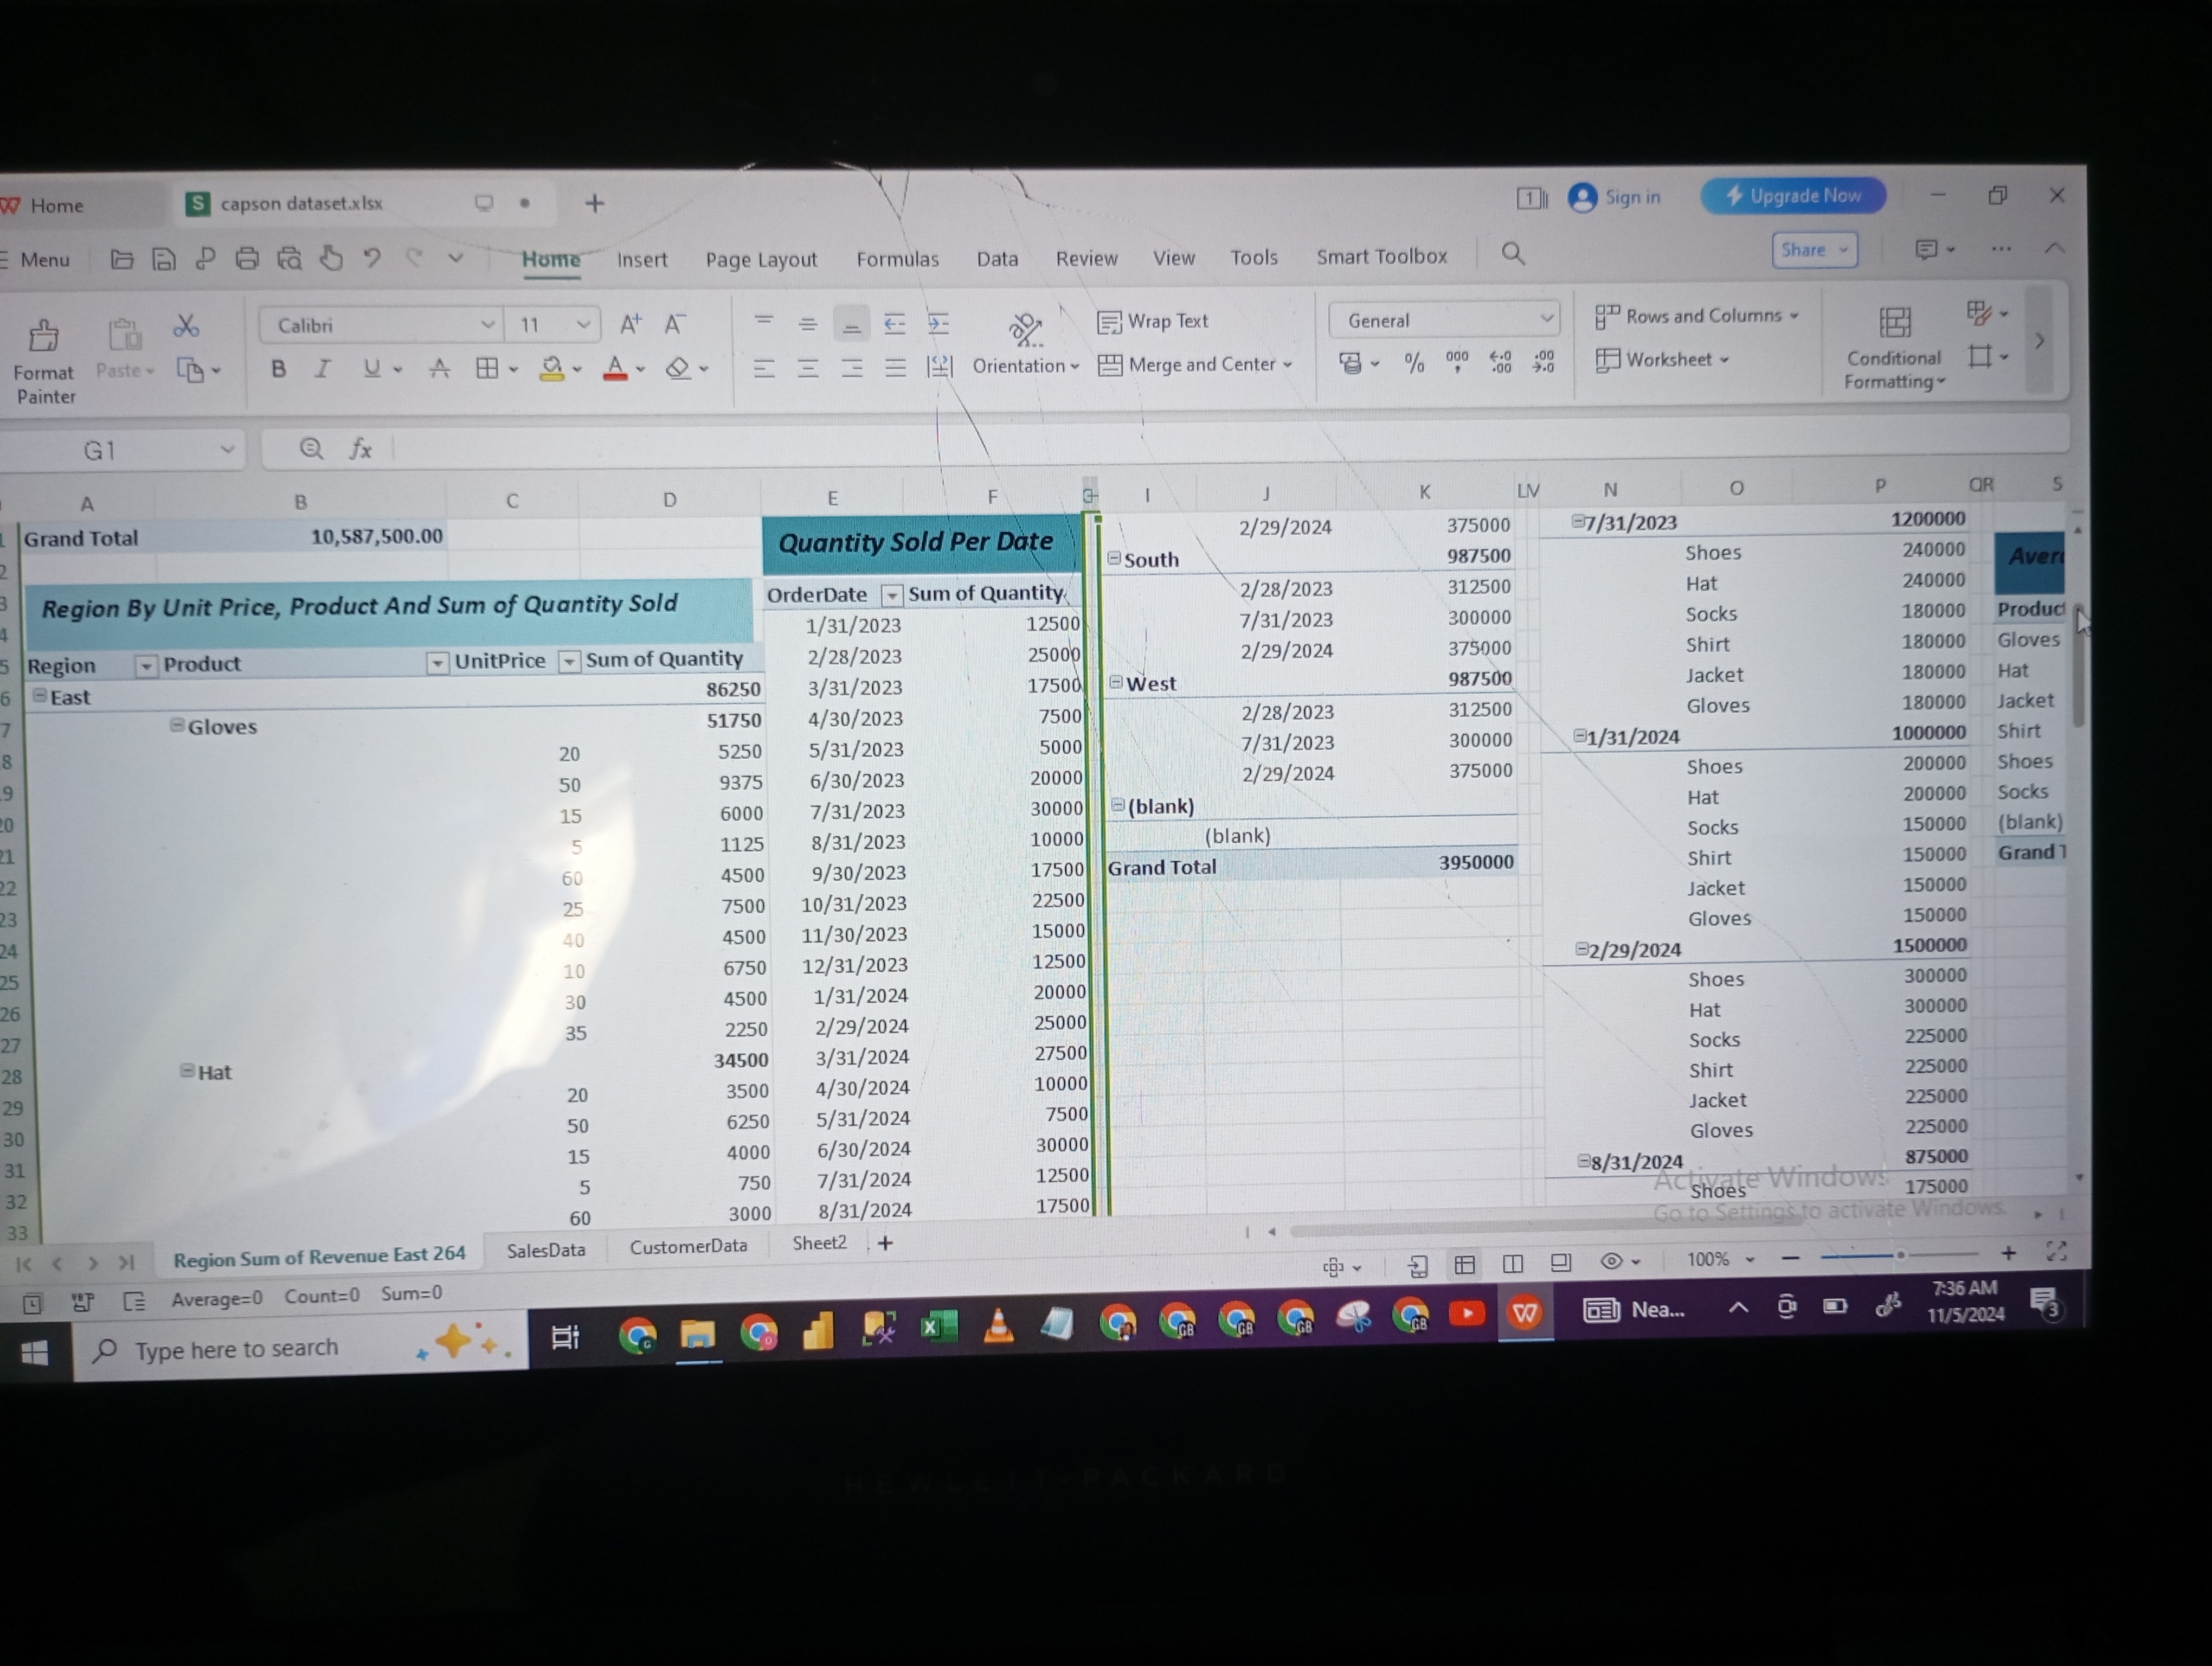 Home
capson dataset.xlsx
1
Sign in
Upgrade Now
Menu
Home Insert Page Layout Formulas Data Review View Tools Smart Toolbox
Share
Format Painter
Paste
Calibri 11
Orientation
Wrap Text
Merge and Center
General
Rows and Columns
Worksheet
Conditional Formatting
G1
fx
A B C D E F G I J K N O P QR S
Grand Total 10,587,500.00
Region By Unit Price, Product And Sum of Quantity Sold
Region Product UnitPrice Sum of Quantity
East 86250
Gloves 51750
20 5250
50 9375
15 6000
5 1125
60 4500
25 7500
40 4500
10 6750
30 4500
35 2250
Hat 34500
20 3500
50 6250
15 4000
5 750
60 3000
Quantity Sold Per Date
OrderDate Sum of Quantity
1/31/2023 12500
2/28/2023 25000
3/31/2023 17500
4/30/2023 7500
5/31/2023 5000
6/30/2023 20000
7/31/2023 30000
8/31/2023 10000
9/30/2023 17500
10/31/2023 22500
11/30/2023 15000
12/31/2023 12500
1/31/2024 20000
2/29/2024 25000
3/31/2024 27500
4/30/2024 10000
5/31/2024 7500
6/30/2024 30000
7/31/2024 12500
8/31/2024 17500
2/29/2024 375000
South 987500
2/28/2023 312500
7/31/2023 300000
2/29/2024 375000
West 987500
2/28/2023 312500
7/31/2023 300000
2/29/2024 375000
(blank)
(blank)
Grand Total 3950000
7/31/2023 1200000
Shoes 240000
Hat 240000
Socks 180000
Shirt 180000
Jacket 180000
Gloves 180000
1/31/2024 1000000
Shoes 200000
Hat 200000
Socks 150000
Shirt 150000
Jacket 150000
Gloves 150000
2/29/2024 1500000
Shoes 300000
Hat 300000
Socks 225000
Shirt 225000
Jacket 225000
Gloves 225000
8/31/2024 875000
Shoes 175000
Aver
Produc
Gloves
Hat
Jacket
Shirt
Shoes
Socks
(blank)
Grand T
Activate Windows
Go to Settings to activate Windows.
Region Sum of Revenue East 264 SalesData CustomerData Sheet2
100%
Average=0 Count=0 Sum=0
Type here to search
Nea...
7:36 AM
11/5/2024
3
HEWLETT-PACKARD